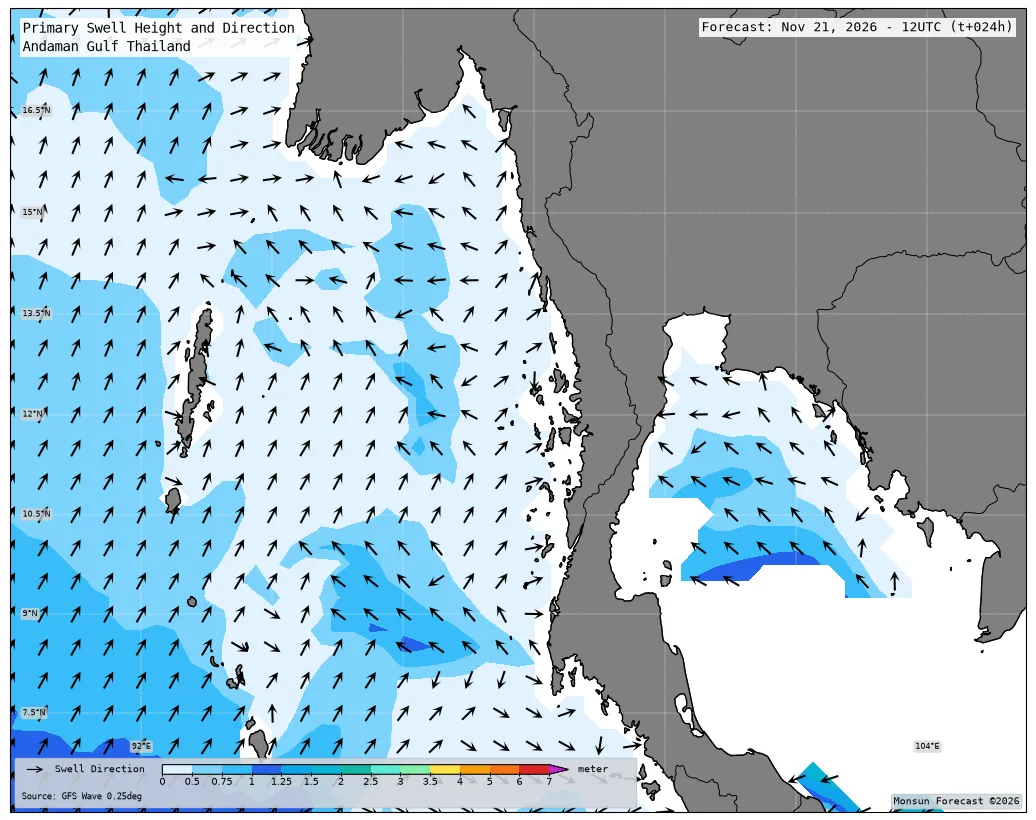 Primary Swell Height and Direction
Andaman Gulf Thailand
Forecast: Nov 21, 2026 - 12UTC (t+024h)
16.5°N
15°N
13.5°N
12°N
10.5°N
9°N
7.5°N
92°E
104°E
Swell Direction
0 0.5 0.75 1 1.25 1.5 2 2.5 3 3.5 4 5 6 7
meter
Source: GFS Wave 0.25deg
Monsun Forecast ©2026